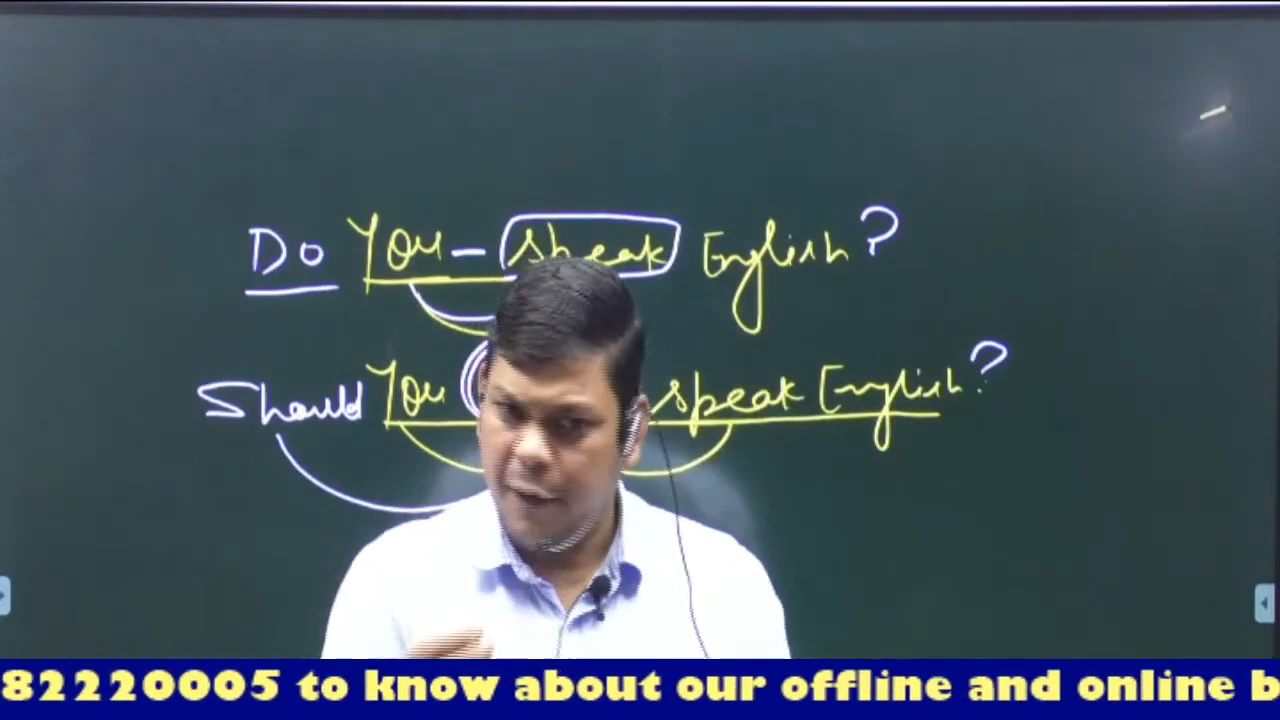 Do You - speak English?
Should You speak English?
82220005 to know about our offline and online b